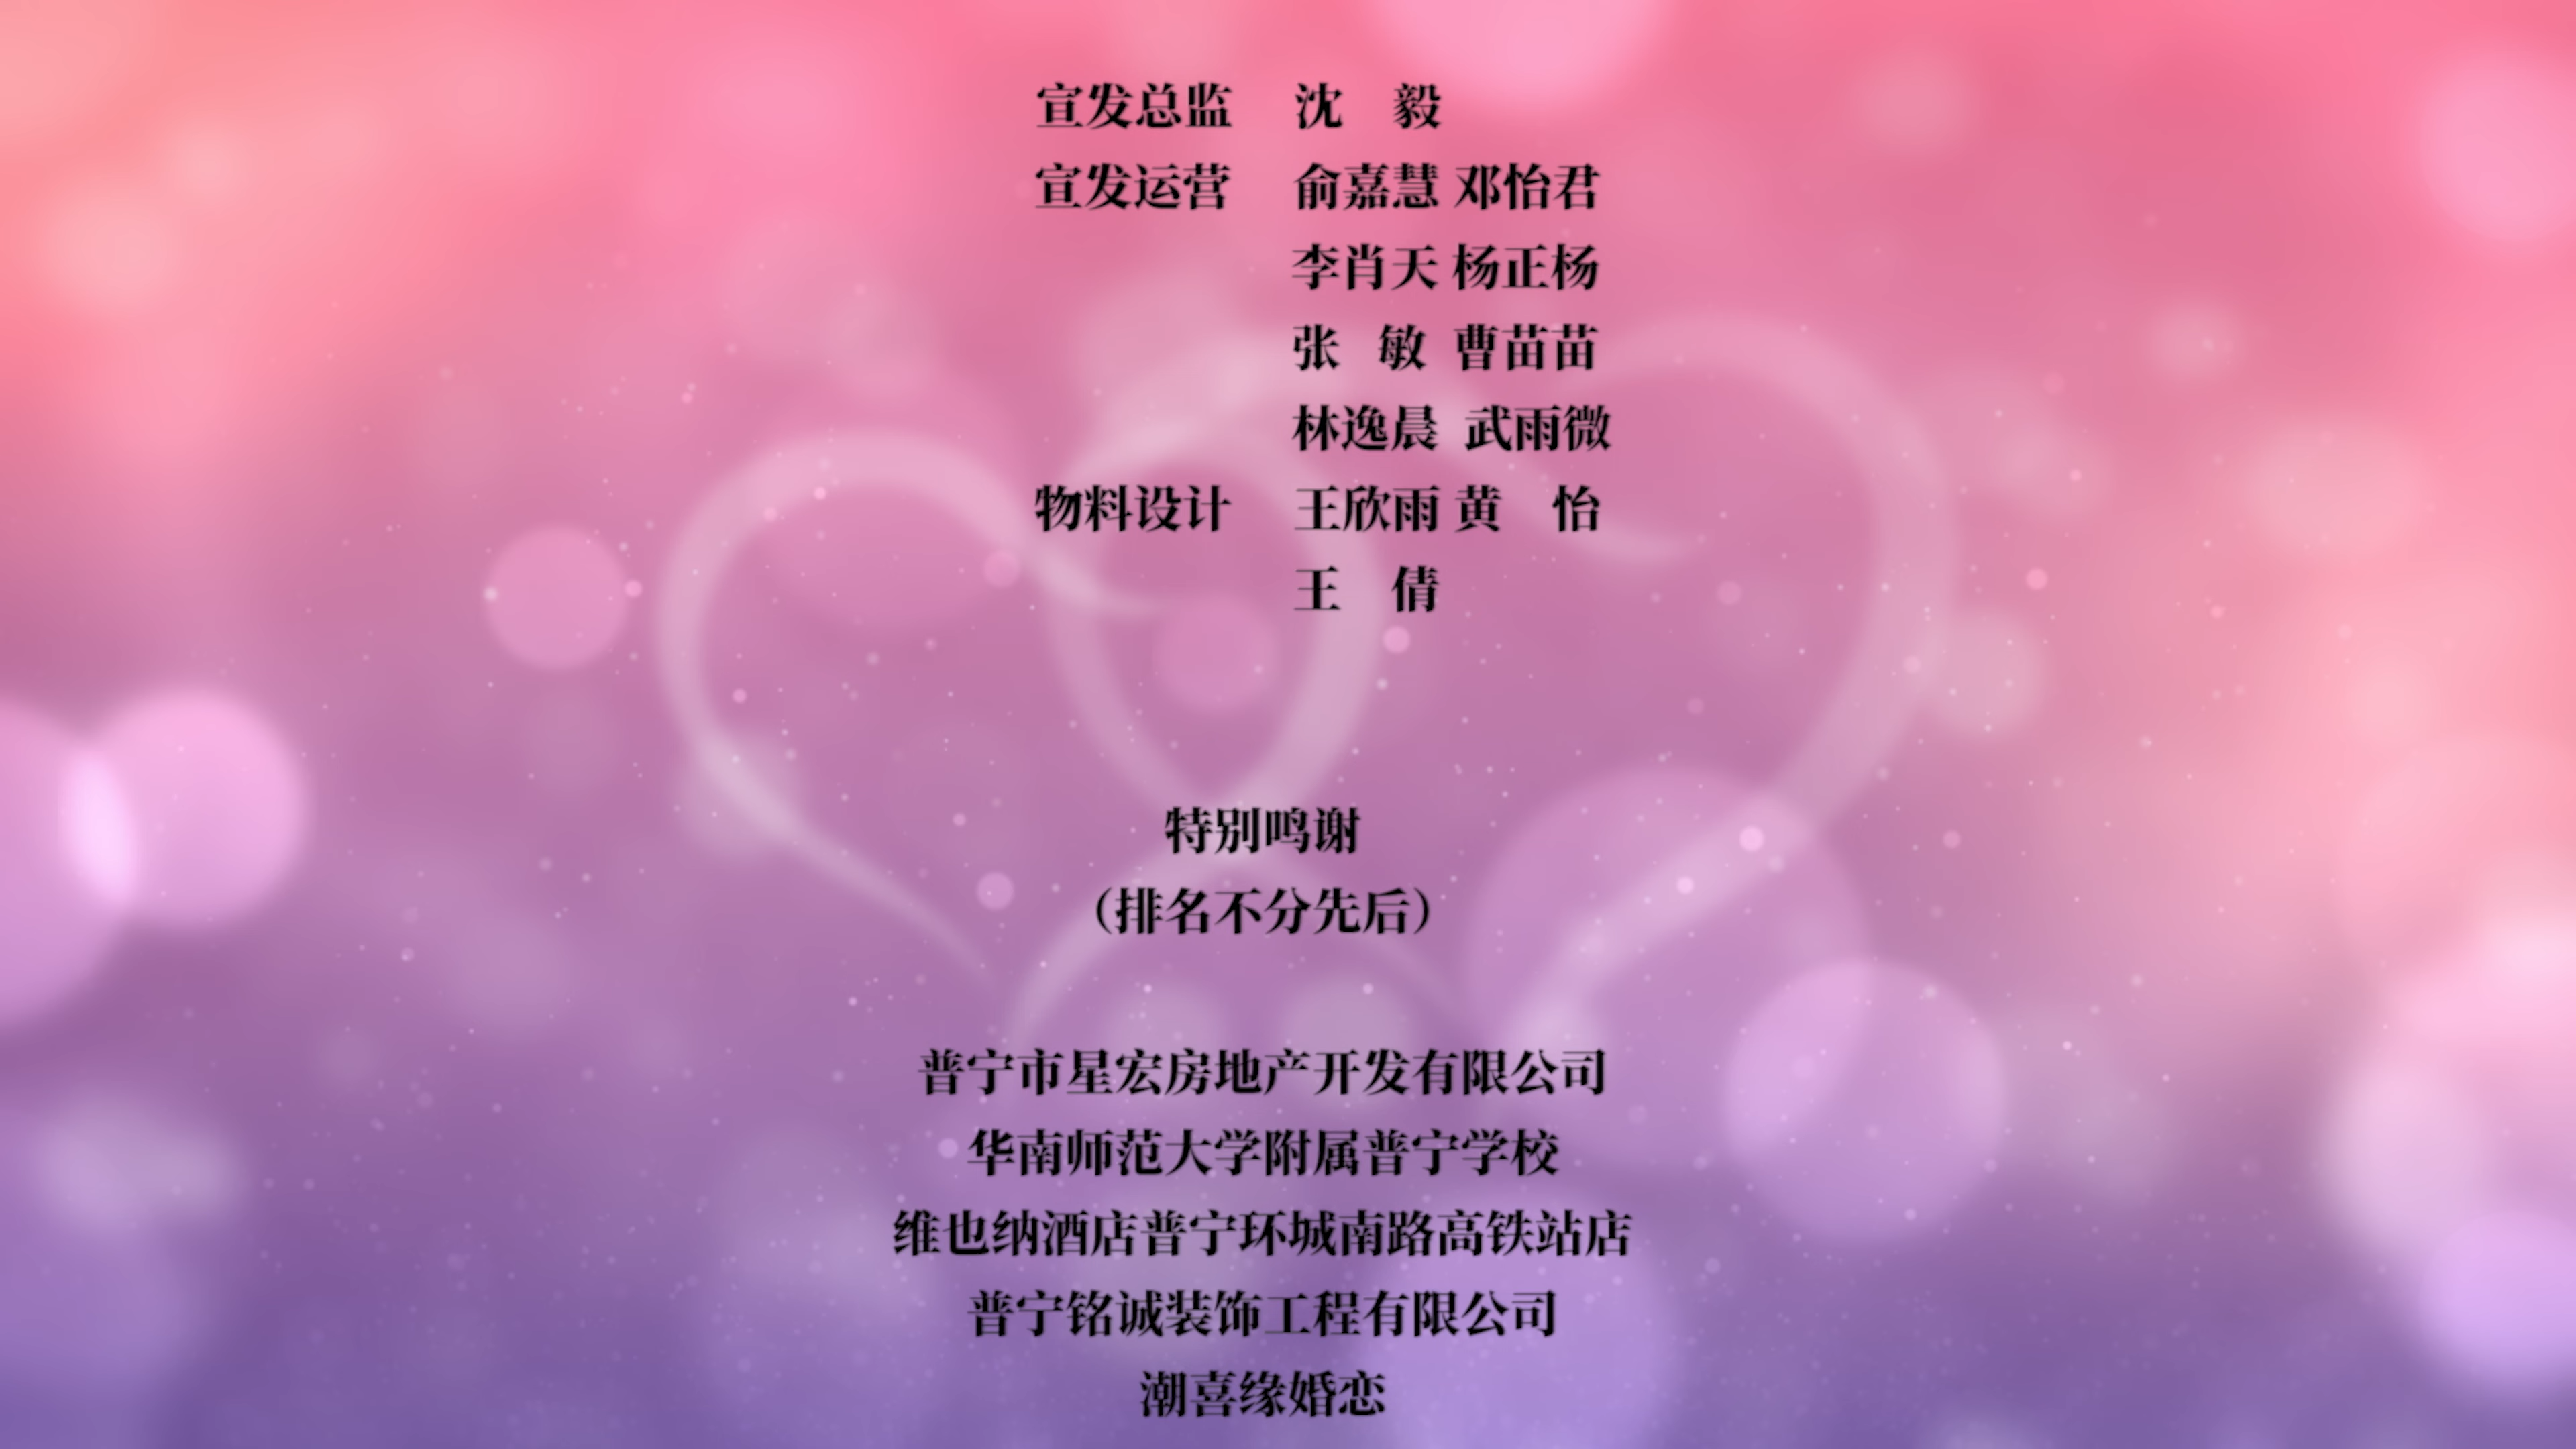 宣发总监 沈 毅
宣发运营 俞嘉慧 邓怡君
李肖天 杨正杨
张 敏 曹苗苗
林逸晨 武雨微
物料设计 王欣雨 黄 怡
王 倩
特别鸣谢
（排名不分先后）
普宁市星宏房地产开发有限公司
华南师范大学附属普宁学校
维也纳酒店普宁环城南路高铁站店
普宁铭诚装饰工程有限公司
潮喜缘婚恋